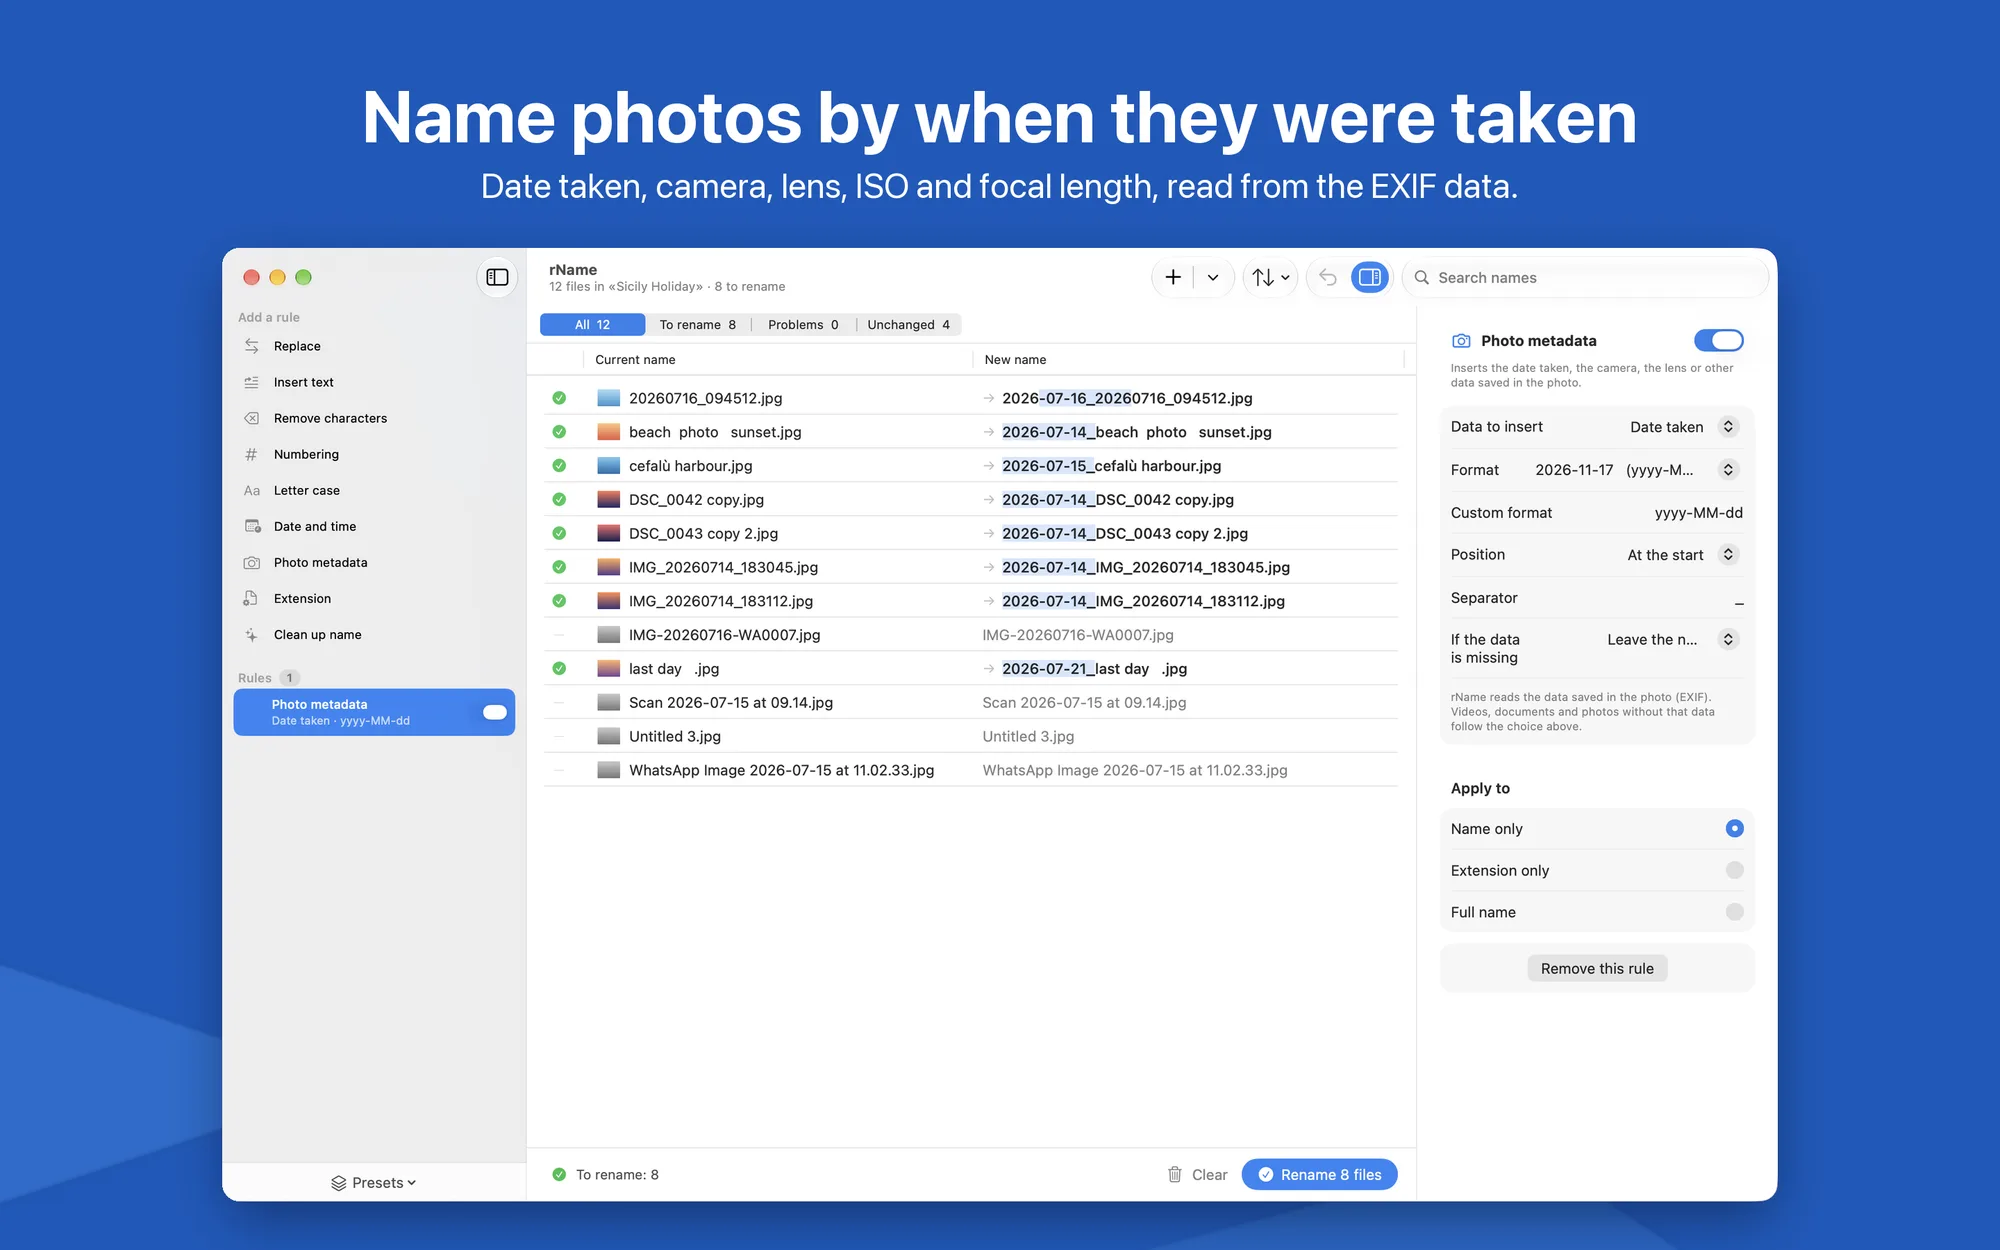 Name photos by when they were taken
Date taken, camera, lens, ISO and focal length, read from the EXIF data.
Add a rule
Replace
Insert text
Remove characters
Numbering
Aa Letter case
Date and time
Photo metadata
Extension
Clean up name
Rules 1
Photo metadata
Date taken · yyyy-MM-dd
Presets
rName
12 files in «Sicily Holiday» · 8 to rename
Search names
All 12
To rename 8
Problems 0
Unchanged 4
Current name
New name
20260716_094512.jpg → 2026-07-16_20260716_094512.jpg
beach  photo   sunset.jpg → 2026-07-14_beach  photo   sunset.jpg
cefalù harbour.jpg → 2026-07-15_cefalù harbour.jpg
DSC_0042 copy.jpg → 2026-07-14_DSC_0042 copy.jpg
DSC_0043 copy 2.jpg → 2026-07-14_DSC_0043 copy 2.jpg
IMG_20260714_183045.jpg → 2026-07-14_IMG_20260714_183045.jpg
IMG_20260714_183112.jpg → 2026-07-14_IMG_20260714_183112.jpg
IMG-20260716-WA0007.jpg IMG-20260716-WA0007.jpg
last day   .jpg → 2026-07-21_last day   .jpg
Scan 2026-07-15 at 09.14.jpg Scan 2026-07-15 at 09.14.jpg
Untitled 3.jpg Untitled 3.jpg
WhatsApp Image 2026-07-15 at 11.02.33.jpg WhatsApp Image 2026-07-15 at 11.02.33.jpg
To rename: 8
Clear
Rename 8 files
Photo metadata
Inserts the date taken, the camera, the lens or other
data saved in the photo.
Data to insert Date taken
Format 2026-11-17 (yyyy-M...
Custom format yyyy-MM-dd
Position At the start
Separator _
If the data
is missing
Leave the n...
rName reads the data saved in the photo (EXIF).
Videos, documents and photos without that data
follow the choice above.
Apply to
Name only
Extension only
Full name
Remove this rule